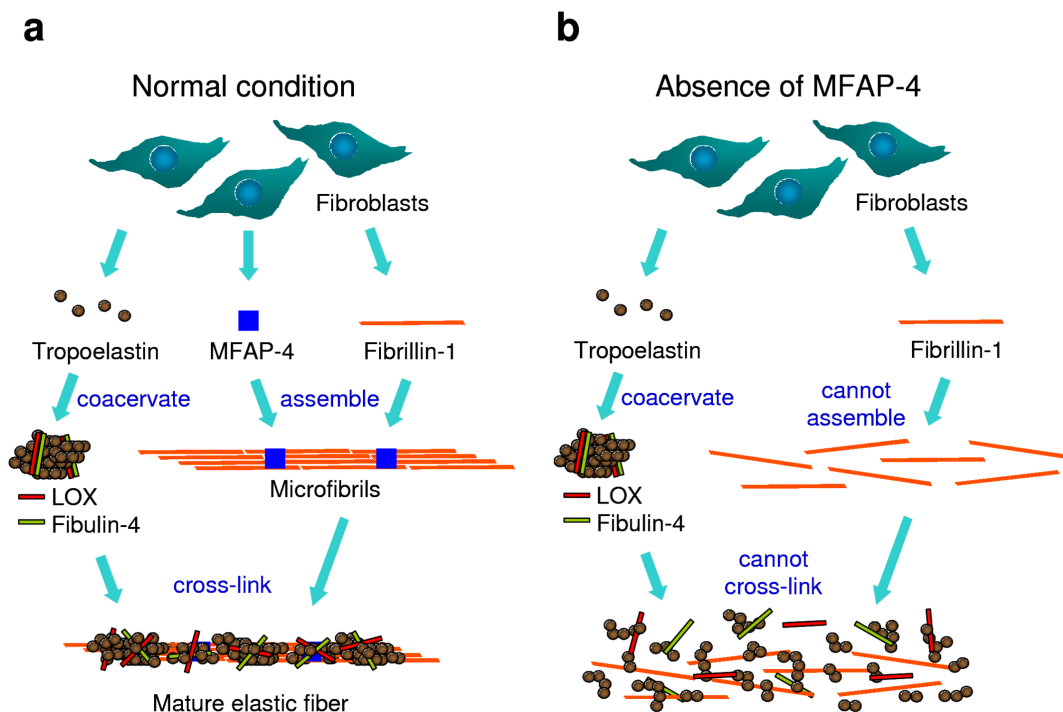 a
Normal condition
Fibroblasts
Tropoelastin
MFAP-4
Fibrillin-1
coacervate
assemble
Microfibrils
LOX
Fibulin-4
cross-link
Mature elastic fiber
b
Absence of MFAP-4
Fibroblasts
Tropoelastin
Fibrillin-1
coacervate
cannot
assemble
LOX
Fibulin-4
cannot
cross-link